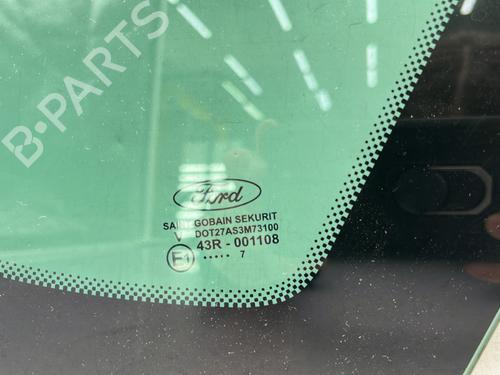 B-PARTS
Ford
SAINT GOBAIN SEKURIT
V DOT27AS3M73100
E1 43R - 001108
..... 7